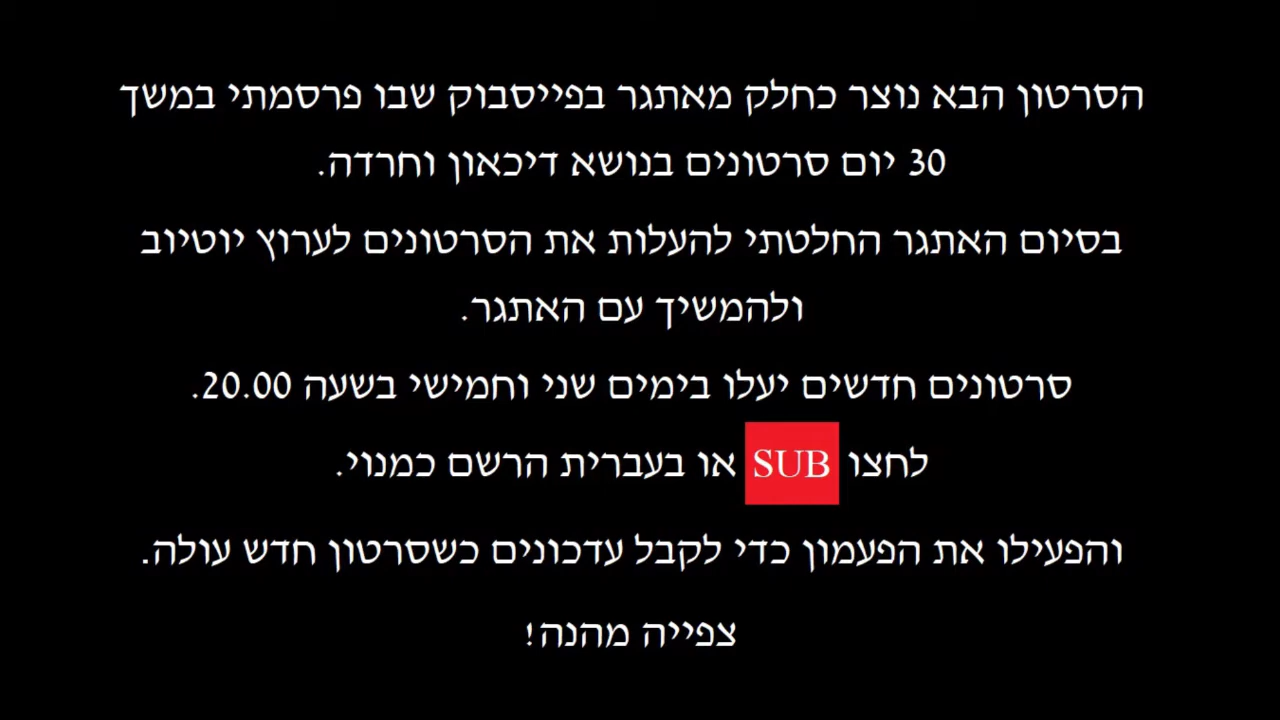 הסרטון הבא נוצר כחלק מאתגר בפייסבוק שבו פרסמתי במשך
30 יום סרטונים בנושא דיכאון וחרדה.
בסיום האתגר החלטתי להעלות את הסרטונים לערוץ יוטיוב
ולהמשיך עם האתגר.
סרטונים חדשים יעלו בימים שני וחמישי בשעה 20.00.
לחצו SUB או בעברית הרשם כמנוי.
והפעילו את הפעמון כדי לקבל עדכונים כשסרטון חדש עולה.
צפייה מהנה!